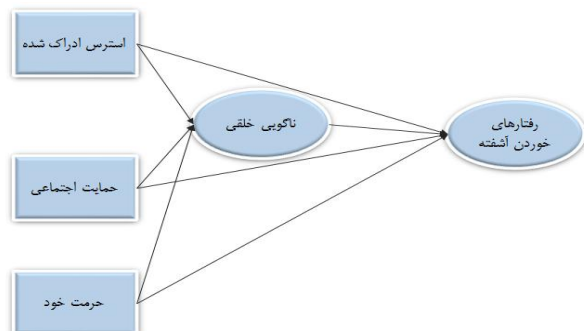 استرس ادراک شده
ناگویی خلقی
رفتارهای
خوردن آشفته
حمایت اجتماعی
حرمت خود